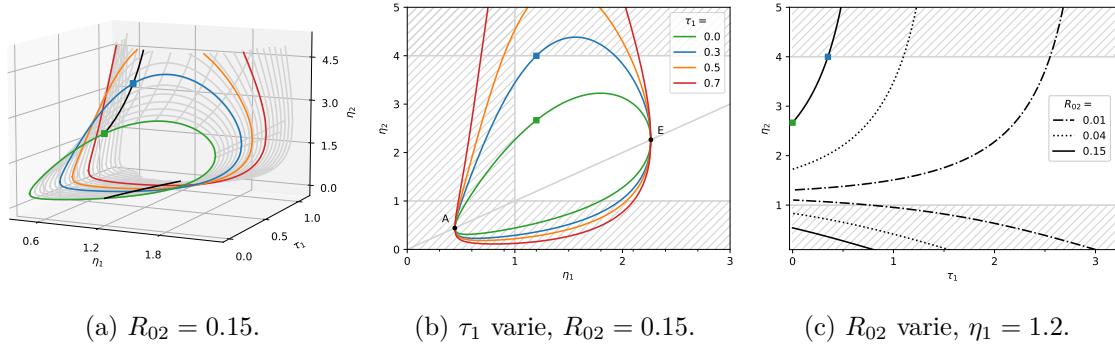 4.5
3.0
η₂
1.5
0.0
1.0
0.5
τ₁
0.0
0.6
1.2
η₁
1.8
(a) R₀₂ = 0.15.
5
4
3
η₂
2
1
0
0
1
2
3
η₁
A
E
τ₁ =
0.0
0.3
0.5
0.7
(b) τ₁ varie, R₀₂ = 0.15.
5
4
3
η₂
2
1
0
1
2
3
τ₁
R₀₂ =
0.01
0.04
0.15
(c) R₀₂ varie, η₁ = 1.2.